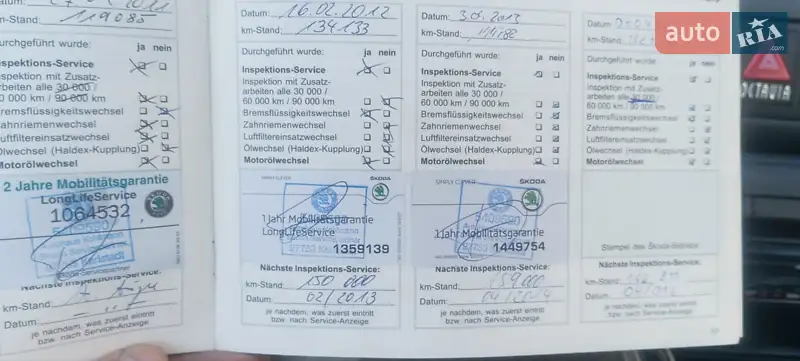 km-Stand: 119085
Durchgeführt wurde: ja nein
Inspektions-Service
Inspektion mit Zusatz-
arbeiten alle 30 000 /
60 000 km / 90 000 km
Bremsflüssigkeitswechsel
Zahnriemenwechsel
Luftfiltereinsatzwechsel
Ölwechsel (Haldex-Kupplung)
Motorölwechsel
2 Jahre Mobilitätsgarantie
LongLifeService
1064532
Nächste Inspektions-Service:
km-Stand:
Datum
je nachdem, was zuerst eintritt
bzw. nach Service-Anzeige
Datum: 16.02.2012
km-Stand: 134133
Durchgeführt wurde: ja nein
Inspektions-Service
Inspektion mit Zusatz-
arbeiten alle 30 000 /
60 000 km / 90 000 km
Bremsflüssigkeitswechsel
Zahnriemenwechsel
Luftfiltereinsatzwechsel
Ölwechsel (Haldex-Kupplung)
Motorölwechsel
SIMPLY CLEVER ŠKODA
1 Jahr Mobilitätsgarantie
LongLifeService
1359139
Nächste Inspektions-Service:
km-Stand: 150 000
Datum 02/2013
je nachdem, was zuerst eintritt
bzw. nach Service-Anzeige
Datum:
km-Stand:
Durchgeführt wurde: ja nein
Inspektions-Service
Inspektion mit Zusatz-
arbeiten alle 30 000 /
60 000 km / 90 000 km
Bremsflüssigkeitswechsel
Zahnriemenwechsel
Luftfiltereinsatzwechsel
Ölwechsel (Haldex-Kupplung)
Motorölwechsel
SIMPLY CLEVER ŠKODA
1 Jahr Mobilitätsgarantie
1449754
Nächste Inspektions-Service:
km-Stand: 159000
Datum 04/2014
je nachdem, was zuerst eintritt
bzw. nach Service-Anzeige
Datum
km-Stand:
Durchgeführt wurde: ja nein
Inspektions-Service
Inspektion mit Zusatz-
arbeiten alle 30 000 /
60 000 km / 90 000 km
Bremsflüssigkeitswechsel
Zahnriemenwechsel
Luftfiltereinsatzwechsel
Ölwechsel (Haldex-Kupplung)
Motorölwechsel
Stempel des Škoda-Betrieb
Nächste Inspektions-Service:
km-Stand:
Datum
je nachdem, was zuerst eintritt
bzw. nach Service-Anzeige
auto RIA
OCTAVIA